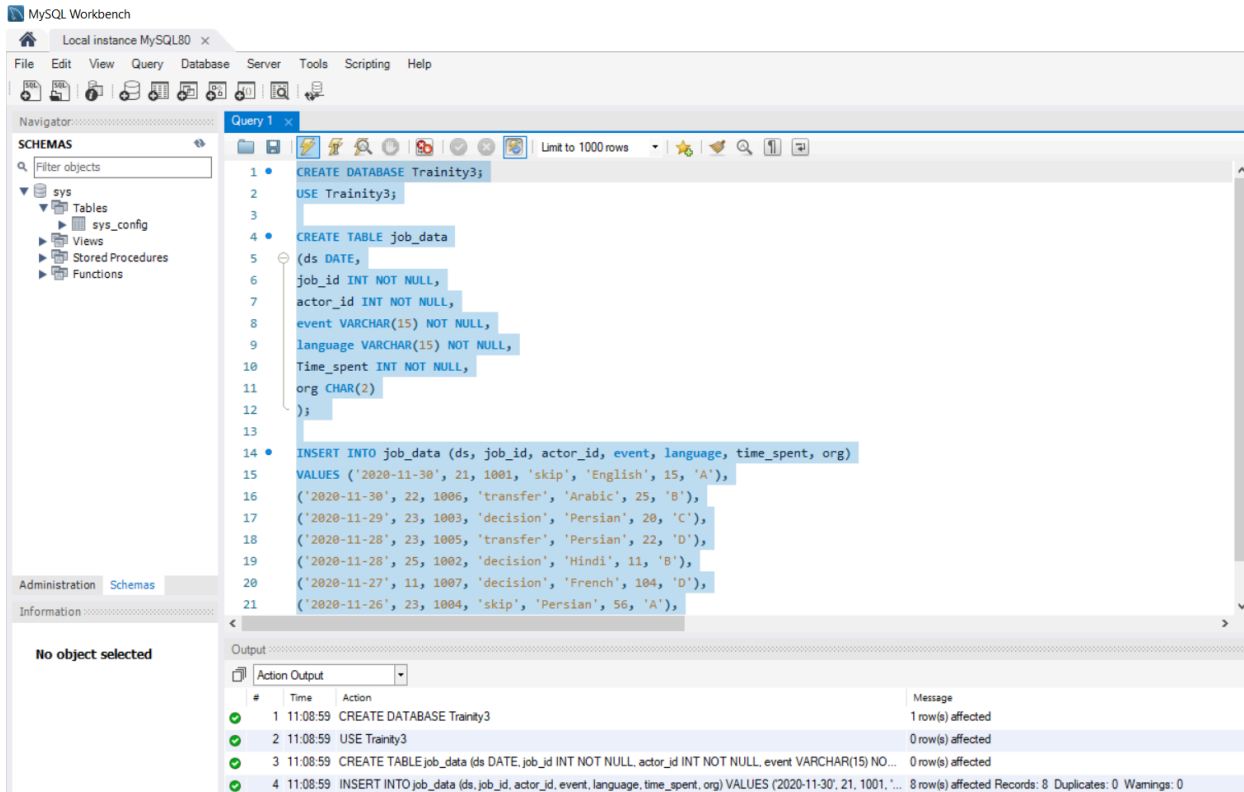 MySQL Workbench
Local instance MySQL80 ×
File Edit View Query Database Server Tools Scripting Help
Navigator
Query 1 ×
SCHEMAS
Limit to 1000 rows
Filter objects
sys
Tables
sys_config
Views
Stored Procedures
Functions
1 CREATE DATABASE Trainity3;
2 USE Trainity3;
3
4 CREATE TABLE job_data
5 (ds DATE,
6 job_id INT NOT NULL,
7 actor_id INT NOT NULL,
8 event VARCHAR(15) NOT NULL,
9 language VARCHAR(15) NOT NULL,
10 Time_spent INT NOT NULL,
11 org CHAR(2)
12 );
13
14 INSERT INTO job_data (ds, job_id, actor_id, event, language, time_spent, org)
15 VALUES ('2020-11-30', 21, 1001, 'skip', 'English', 15, 'A'),
16 ('2020-11-30', 22, 1006, 'transfer', 'Arabic', 25, 'B'),
17 ('2020-11-29', 23, 1003, 'decision', 'Persian', 20, 'C'),
18 ('2020-11-28', 23, 1005, 'transfer', 'Persian', 22, 'D'),
19 ('2020-11-28', 25, 1002, 'decision', 'Hindi', 11, 'B'),
20 ('2020-11-27', 11, 1007, 'decision', 'French', 104, 'D'),
21 ('2020-11-26', 23, 1004, 'skip', 'Persian', 56, 'A'),
Administration Schemas
Information
No object selected
Output
Action Output
# Time Action Message
1 11:08:59 CREATE DATABASE Trainity3 1 row(s) affected
2 11:08:59 USE Trainity3 0 row(s) affected
3 11:08:59 CREATE TABLE job_data (ds DATE, job_id INT NOT NULL, actor_id INT NOT NULL, event VARCHAR(15) NO... 0 row(s) affected
4 11:08:59 INSERT INTO job_data (ds, job_id, actor_id, event, language, time_spent, org) VALUES ('2020-11-30', 21, 1001, '... 8 row(s) affected Records: 8 Duplicates: 0 Warnings: 0